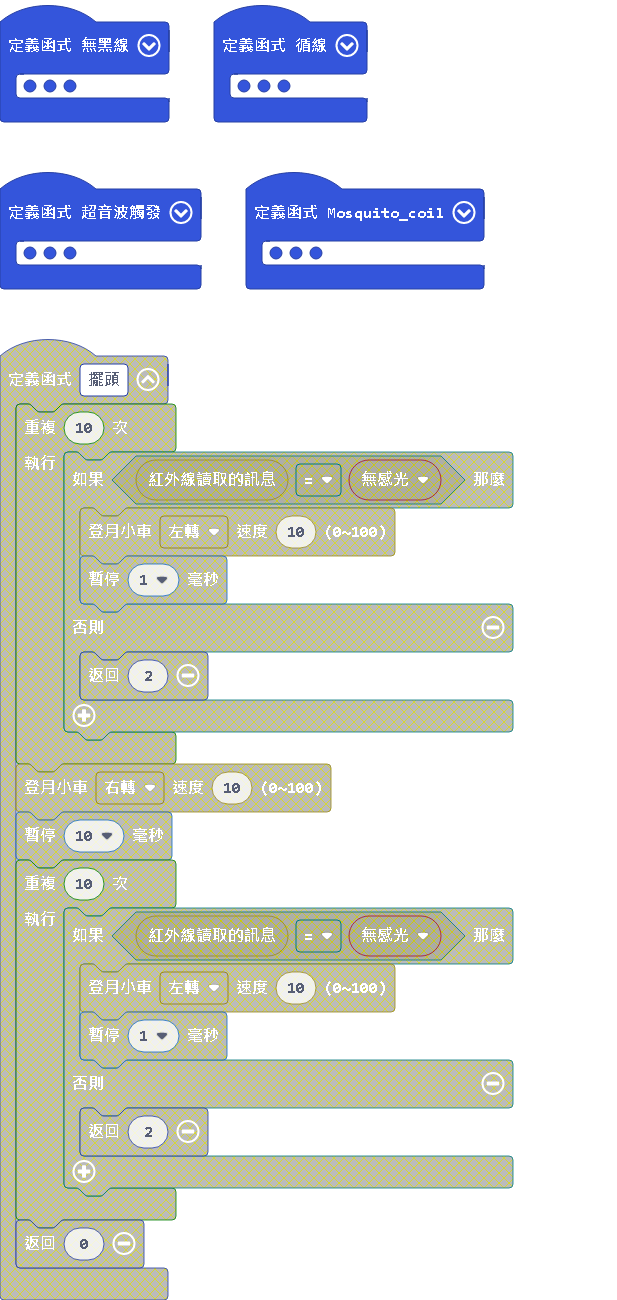 定義函式 無黑線
定義函式 循線
定義函式 超音波觸發
定義函式 Mosquito_coil
定義函式 擺頭
重複 10 次
執行
如果 紅外線讀取的訊息 = 無感光 那麼
登月小車 左轉 速度 10 (0~100)
暫停 1 毫秒
否則
返回 2
登月小車 右轉 速度 10 (0~100)
暫停 10 毫秒
重複 10 次
執行
如果 紅外線讀取的訊息 = 無感光 那麼
登月小車 左轉 速度 10 (0~100)
暫停 1 毫秒
否則
返回 2
返回 0